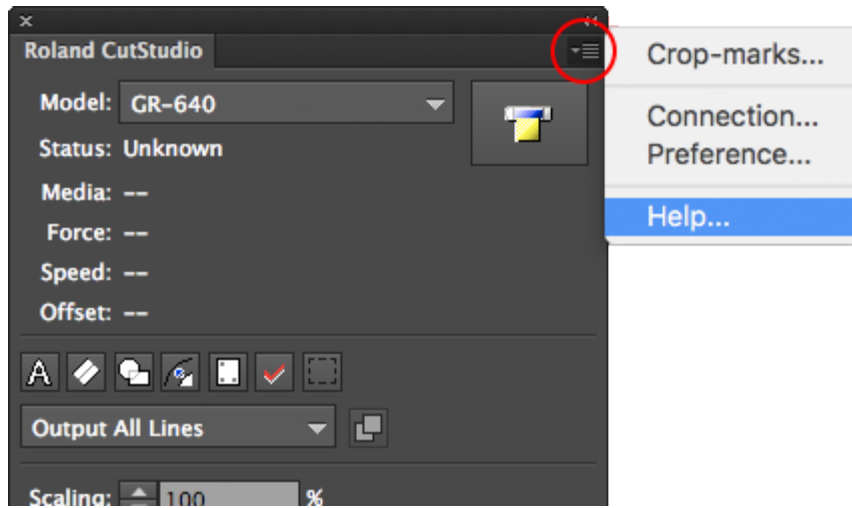 Roland CutStudio
Model: GR-640
Status: Unknown
Media: --
Force: --
Speed: --
Offset: --
A
Output All Lines
Scaling: 100 %
Crop-marks...
Connection...
Preference...
Help...